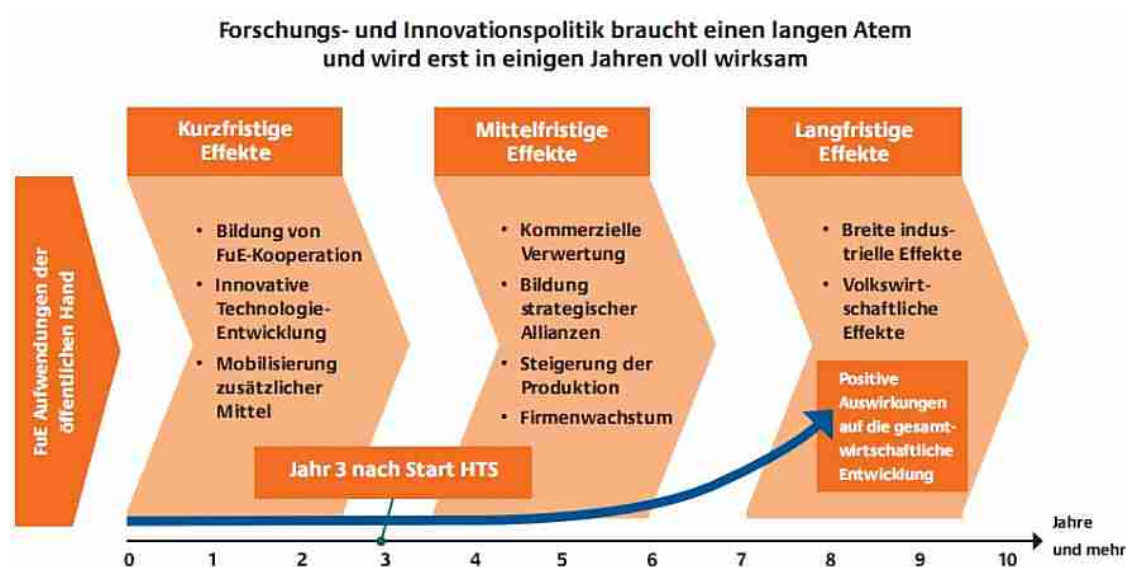 Forschungs- und Innovationspolitik braucht einen langen Atem
und wird erst in einigen Jahren voll wirksam
FuE Aufwendungen der
öffentlichen Hand
Kurzfristige
Effekte
• Bildung von
FuE-Kooperation
• Innovative
Technologie-
Entwicklung
• Mobilisierung
zusätzlicher
Mittel
Mittelfristige
Effekte
• Kommerzielle
Verwertung
• Bildung
strategischer
Allianzen
• Steigerung der
Produktion
• Firmenwachstum
Langfristige
Effekte
• Breite indus-
trielle Effekte
• Volkswirt-
schaftliche
Effekte
Positive
Auswirkungen
auf die gesamt-
wirtschaftliche
Entwicklung
Jahr 3 nach Start HTS
0 1 2 3 4 5 6 7 8 9 10
Jahre
und mehr